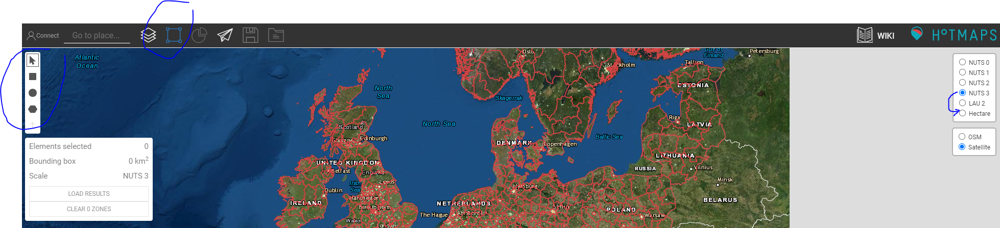 Connect
Go to place...
WIKI
HOTMAPS
Atlantic
Ocean
Oslo
Gulf of
Finland
Petersburg
Tallinn
ESTONIA
North
Sea
Skagerrak
NUTS 0
NUTS 1
NUTS 2
NUTS 3
LAU 2
Hectare
Scotland
North Sea
Riga
LATVIA
Glasgow
Edinburgh
DENMARK
Copenhagen
Baltic Sea
OSM
Satellite
Elements selected 0
Bounding box 0 km2
Scale NUTS 3
UNITED KINGDOM
Belfast
England
LITHUANIA
RUSSIA
Vilnius
Irish
Sea
Leeds
Minsk
Dublin
Manchester
Hamburg
LOAD RESULTS
CLEAR 0 ZONES
IRELAND
Birmingham
NETHERLANDS
Amsterdam
Berlin
POLAND
BELARUS
The Hague
Warsaw
Wales
London